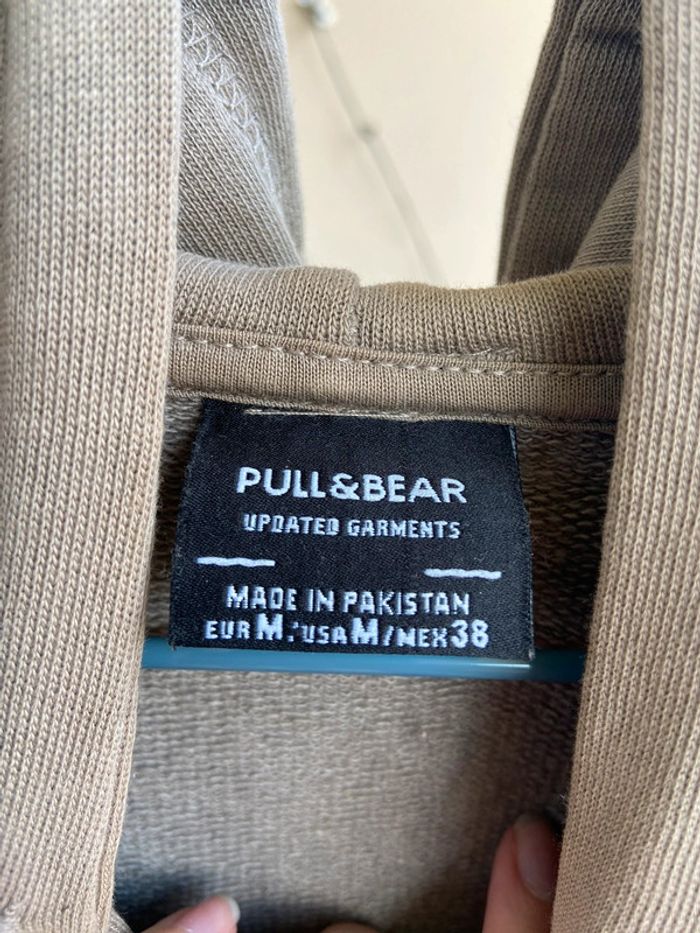 PULL&BEAR
UPDATED GARMENTS
MADE IN PAKISTAN
EUR M/USA M/MEX 38